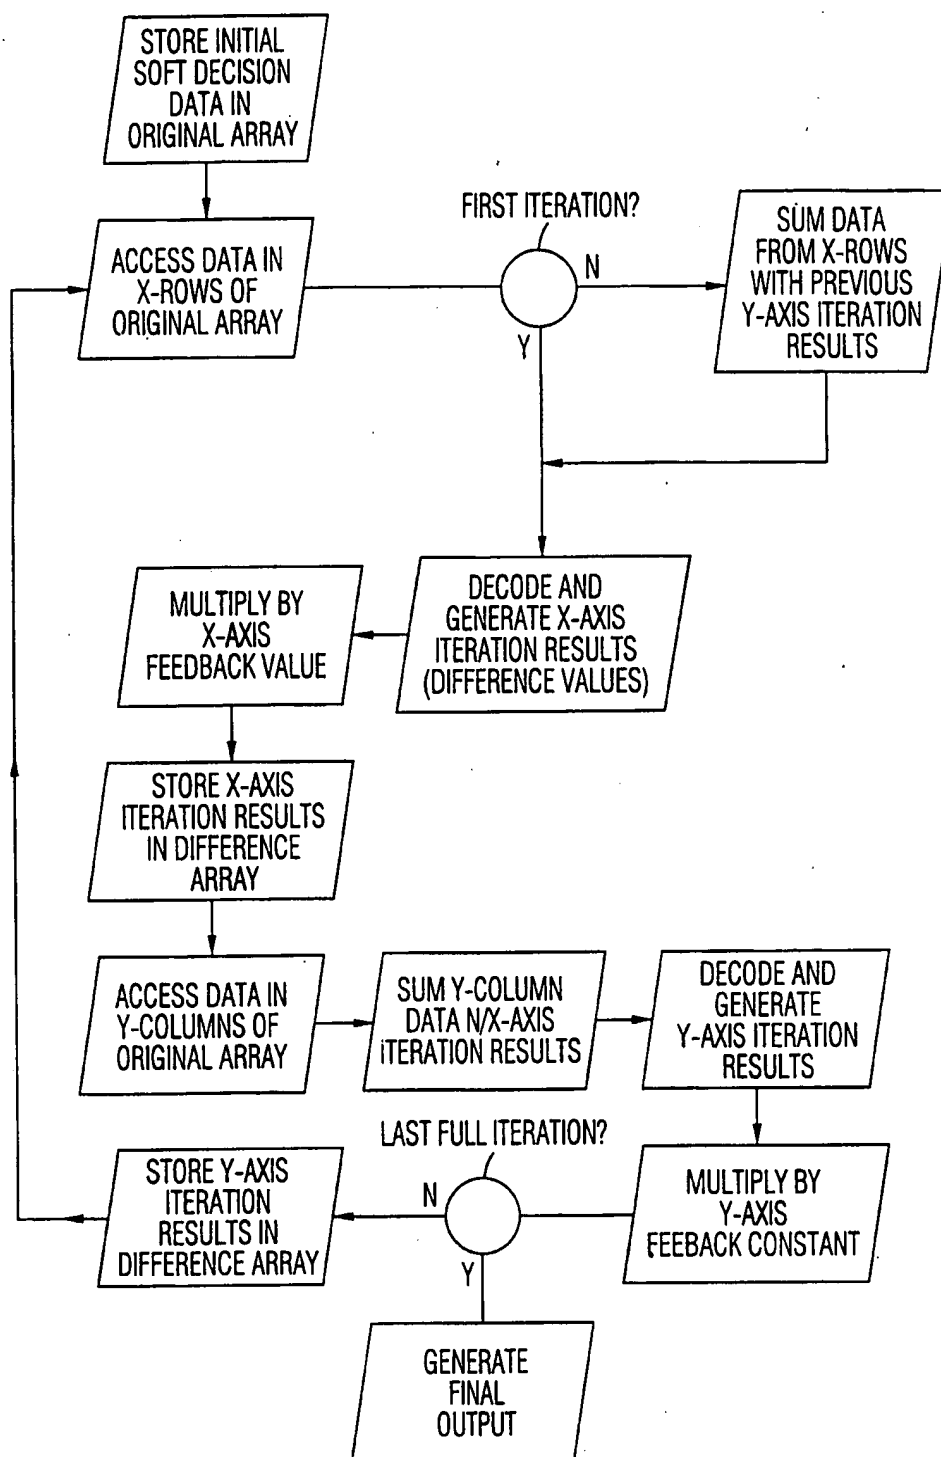 STORE INITIAL
SOFT DECISION
DATA IN
ORIGINAL ARRAY
FIRST ITERATION?
ACCESS DATA IN
X-ROWS OF
ORIGINAL ARRAY
N
Y
SUM DATA
FROM X-ROWS
WITH PREVIOUS
Y-AXIS ITERATION
RESULTS
DECODE AND
GENERATE X-AXIS
ITERATION RESULTS
(DIFFERENCE VALUES)
MULTIPLY BY
X-AXIS
FEEDBACK VALUE
STORE X-AXIS
ITERATION RESULTS
IN DIFFERENCE
ARRAY
ACCESS DATA IN
Y-COLUMNS OF
ORIGINAL ARRAY
SUM Y-COLUMN
DATA N/X-AXIS
ITERATION RESULTS
DECODE AND
GENERATE
Y-AXIS ITERATION
RESULTS
MULTIPLY BY
Y-AXIS
FEEBACK CONSTANT
LAST FULL ITERATION?
N
Y
STORE Y-AXIS
ITERATION
RESULTS IN
DIFFERENCE ARRAY
GENERATE
FINAL
OUTPUT